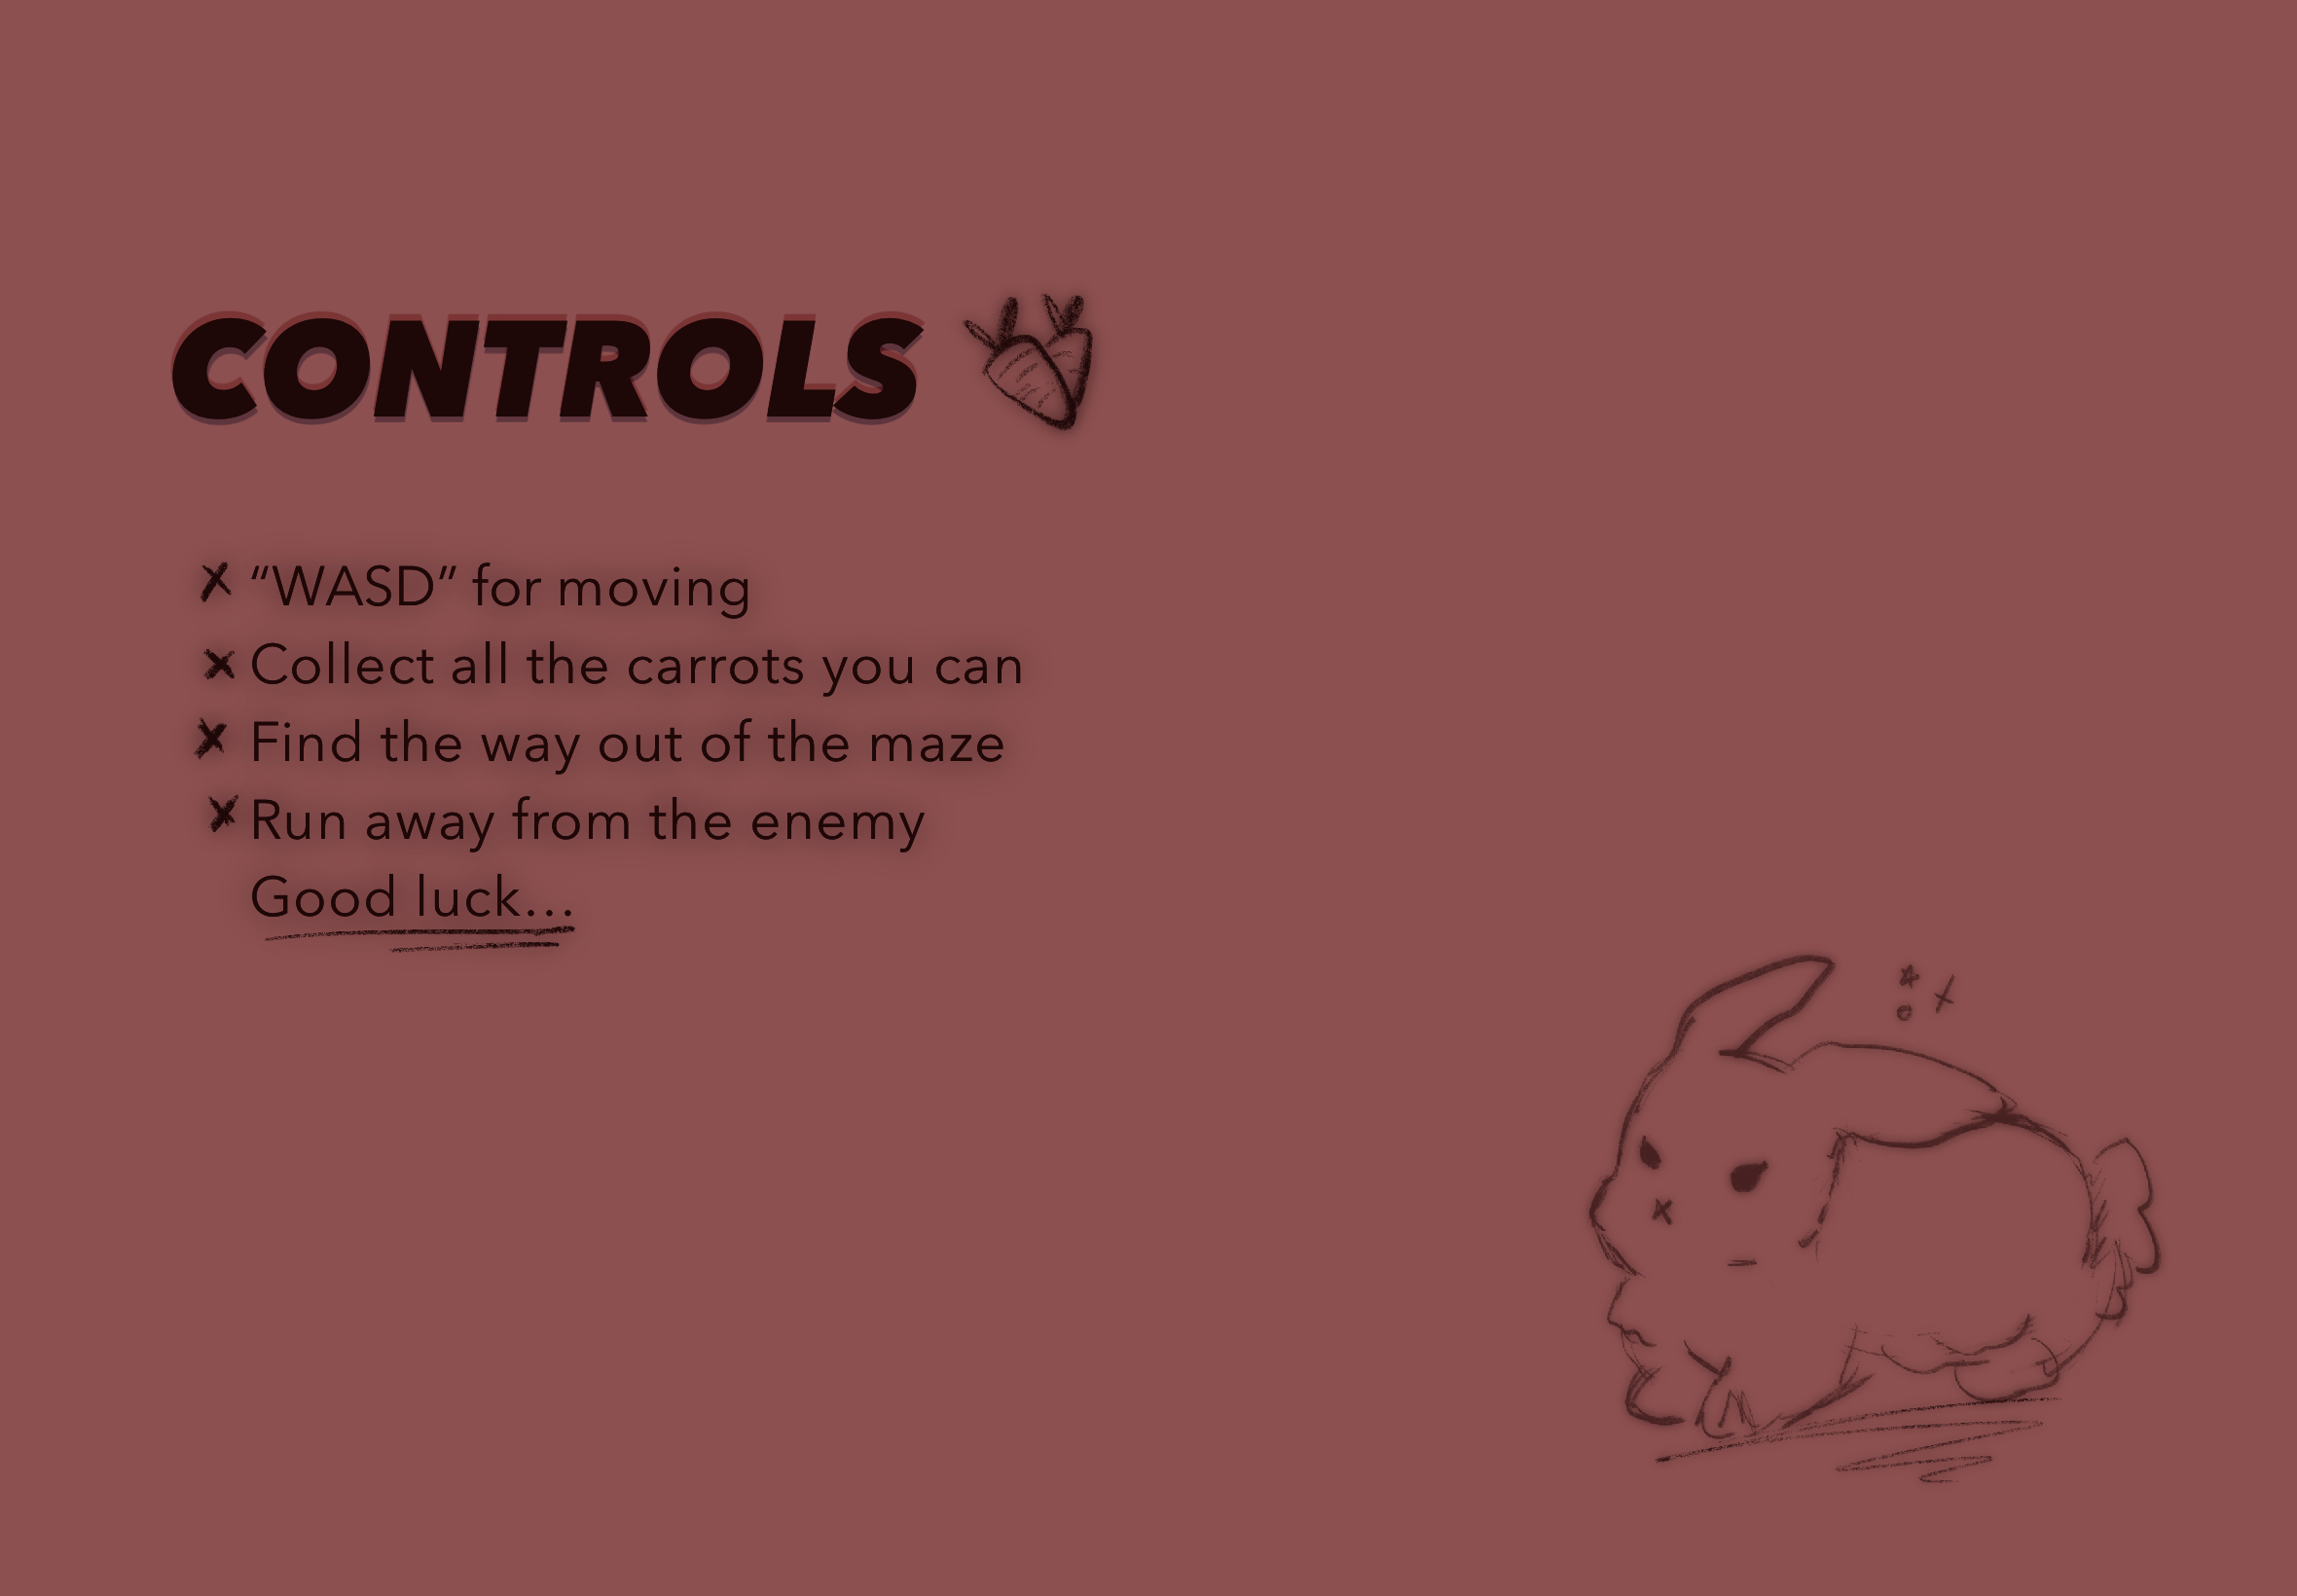 CONTROLS
“WASD” for moving
Collect all the carrots you can
Find the way out of the maze
Run away from the enemy
Good luck...